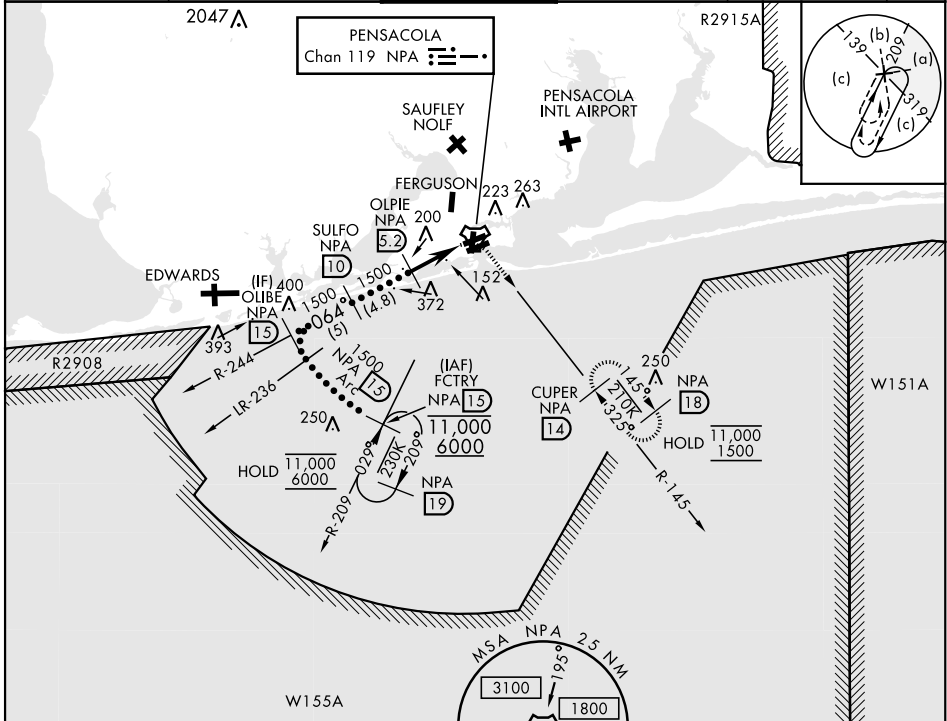 2047
R2915A
PENSACOLA
Chan 119 NPA
(b)
139
209
(a)
(c)
319
(c)
SAUFLEY
NOLF
PENSACOLA
INTL AIRPORT
FERGUSON
223
263
OLPIE
NPA
5.2
200
SULFO
NPA
10
1500
1500
152
EDWARDS
(IF)
OLIBE
NPA
15
400
064°
(5)
(4.8)
372
393
R2908
R-244
LR-236
1500
NPA
15
Arc
(IAF)
FCTRY
NPA 15
11,000
6000
250
HOLD 11,000
6000
029°
230K
209°
NPA
19
R-209
CUPER
NPA
14
145°
210K
325°
250
NPA
18
HOLD 11,000
1500
R-145
W151A
MSA NPA 25 NM
195°
3100
1800
W155A